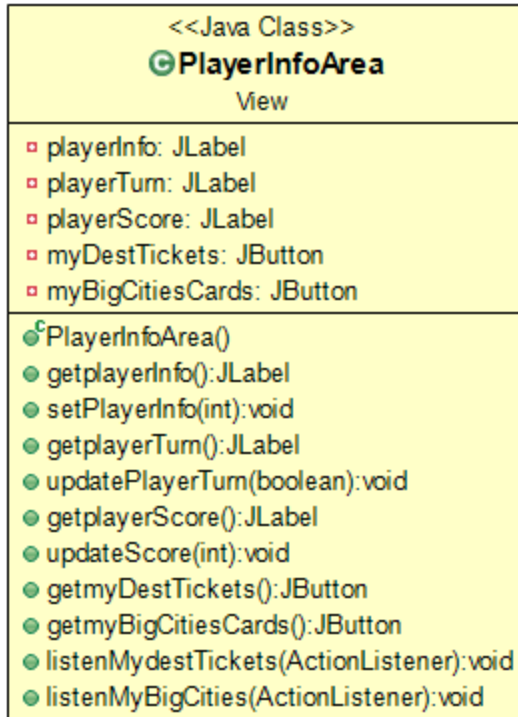 <<Java Class>>
PlayerInfoArea
View
playerInfo: JLabel
playerTurn: JLabel
playerScore: JLabel
myDestTickets: JButton
myBigCitiesCards: JButton
PlayerInfoArea()
getplayerInfo():JLabel
setPlayerInfo(int):void
getplayerTurn():JLabel
updatePlayerTurn(boolean):void
getplayerScore():JLabel
updateScore(int):void
getmyDestTickets():JButton
getmyBigCitiesCards():JButton
listenMydestTickets(ActionListener):void
listenMyBigCities(ActionListener):void